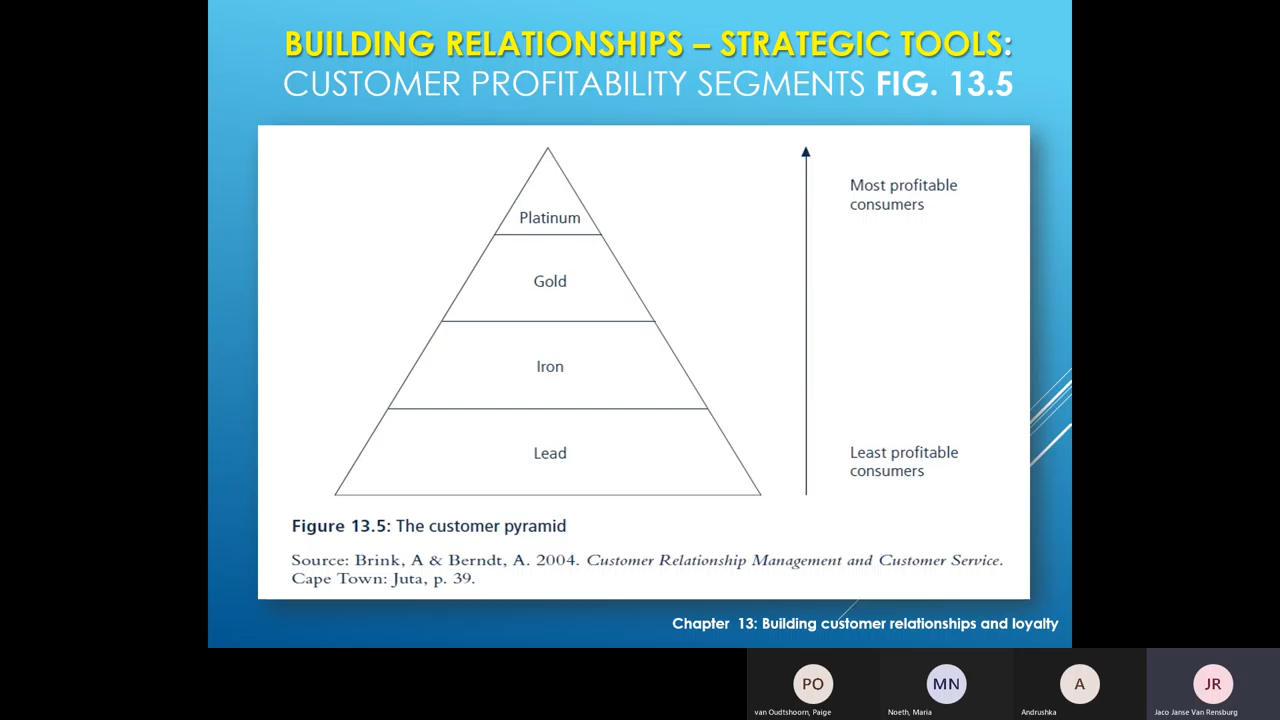 BUILDING RELATIONSHIPS – STRATEGIC TOOLS:
CUSTOMER PROFITABILITY SEGMENTS FIG. 13.5
Most profitable
consumers
Platinum
Gold
Iron
Lead
Least profitable
consumers
Figure 13.5: The customer pyramid
Source: Brink, A & Berndt, A. 2004. Customer Relationship Management and Customer Service.
Cape Town: Juta, p. 39.
Chapter 13: Building customer relationships and loyalty
PO
MN
A
JR
van Oudtshoorn, Paige
Noeth, Maria
Andrushka
Jaco Janse Van Rensburg